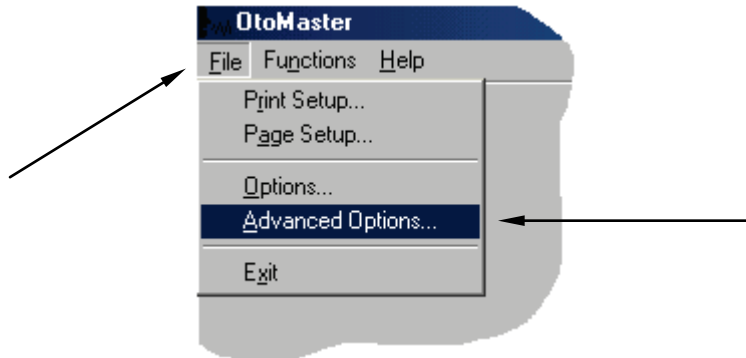 OtoMaster
File Functions Help
Print Setup...
Page Setup...
Options...
Advanced Options...
Exit